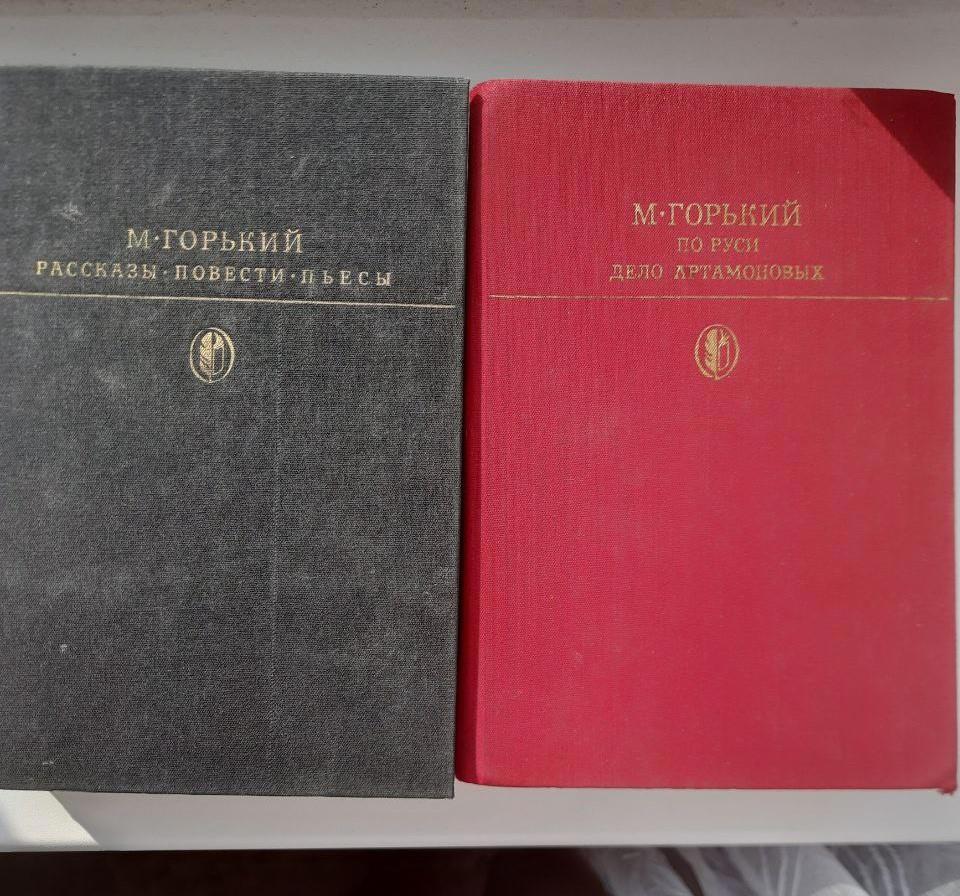 М·ГОРЬКИЙ
РАССКАЗЫ·ПОВЕСТИ·ПЬЕСЫ
М·ГОРЬКИЙ
ПО РУСИ
ДЕЛО АРТАМОНОВЫХ